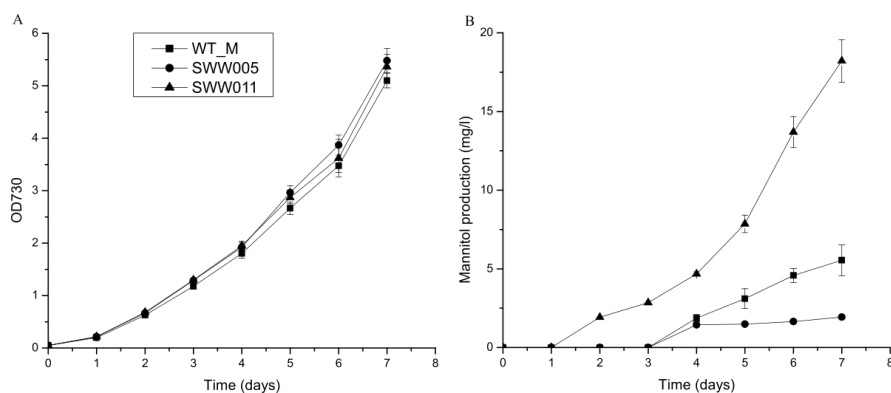 A
OD730
6
5
4
3
2
1
0
WT_M
SWW005
SWW011
0 1 2 3 4 5 6 7 8
Time (days)
B
Mannitol production (mg/l)
20
15
10
5
0
0 1 2 3 4 5 6 7 8
Time (days)